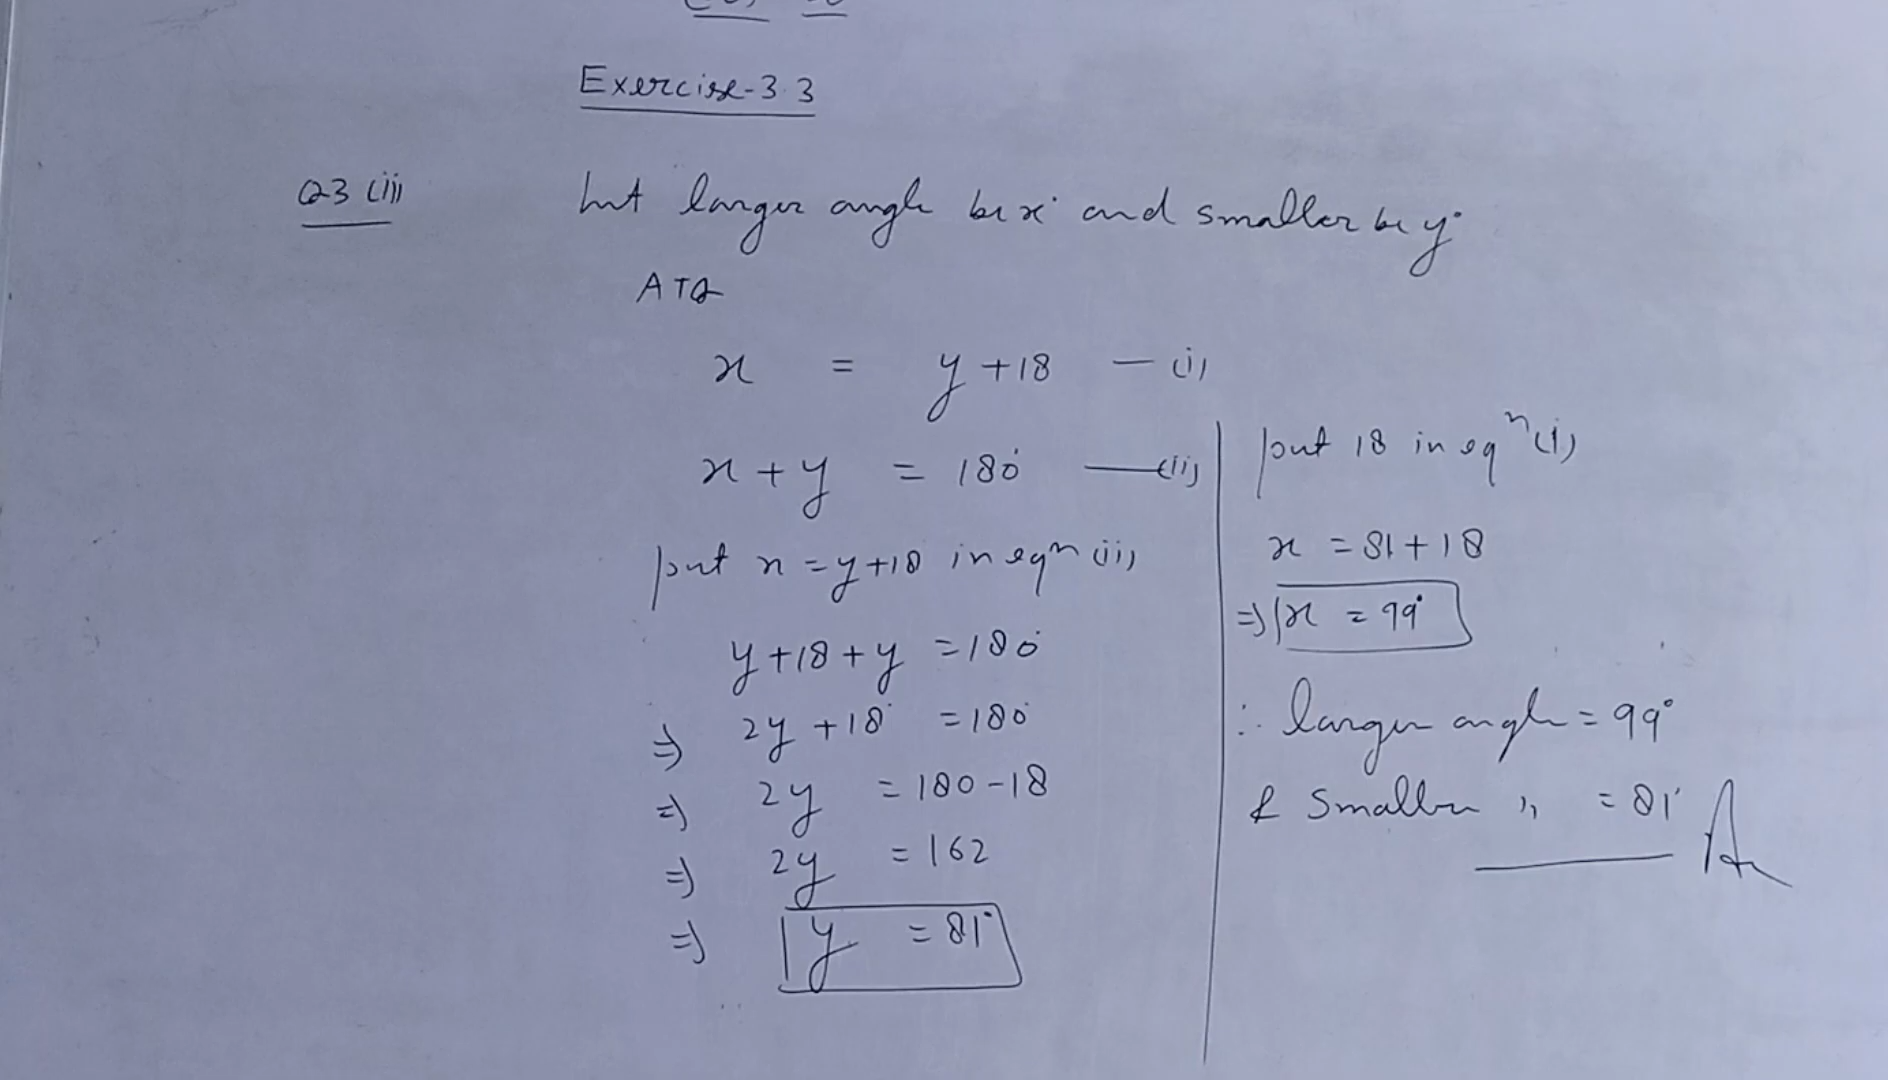 Exercise-3.3
Q3 (ii)
Let larger angle be x° and smaller be y°
ATQ
x = y + 18 — (i)
x + y = 180° — (ii)
put x = y + 18 in eqn (ii)
y + 18 + y = 180°
⇒ 2y + 18° = 180°
⇒ 2y = 180 - 18
⇒ 2y = 162
⇒ y = 81°
put 18 in eqn (i)
x = 81 + 18
⇒ x = 99°
∴ larger angle = 99°
& smaller ,, = 81°